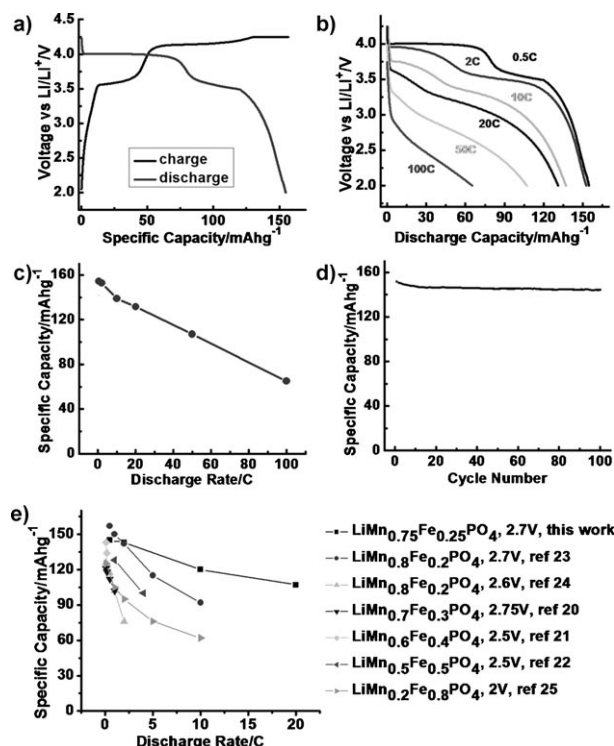 a)
Voltage vs LI/LI⁺/V
4.5
4.0
3.5
3.0
2.5
2.0
charge
discharge
0 50 100 150
Specific Capacity/mAhg⁻¹
b)
Voltage vs LI/LI⁺/V
4.5
4.0
3.5
3.0
2.5
2.0
2C
0.5C
10C
20C
50C
100C
0 30 60 90 120 150
Discharge Capacity/mAhg⁻¹
c)
Specific Capacity/mAhg⁻¹
160
120
80
40
0
0 20 40 60 80 100
Discharge Rate/C
d)
Specific Capacity/mAhg⁻¹
160
120
80
40
0
0 20 40 60 80 100
Cycle Number
e)
Specific Capacity/mAhg⁻¹
150
120
90
60
30
0
0 5 10 15 20
Discharge Rate/C
LiMn₀.₇₅Fe₀.₂₅PO₄, 2.7V, this work
LiMn₀.₈Fe₀.₂PO₄, 2.7V, ref 23
LiMn₀.₈Fe₀.₂PO₄, 2.6V, ref 24
LiMn₀.₇Fe₀.₃PO₄, 2.75V, ref 20
LiMn₀.₆Fe₀.₄PO₄, 2.5V, ref 21
LiMn₀.₅Fe₀.₅PO₄, 2.5V, ref 22
LiMn₀.₂Fe₀.₈PO₄, 2V, ref 25